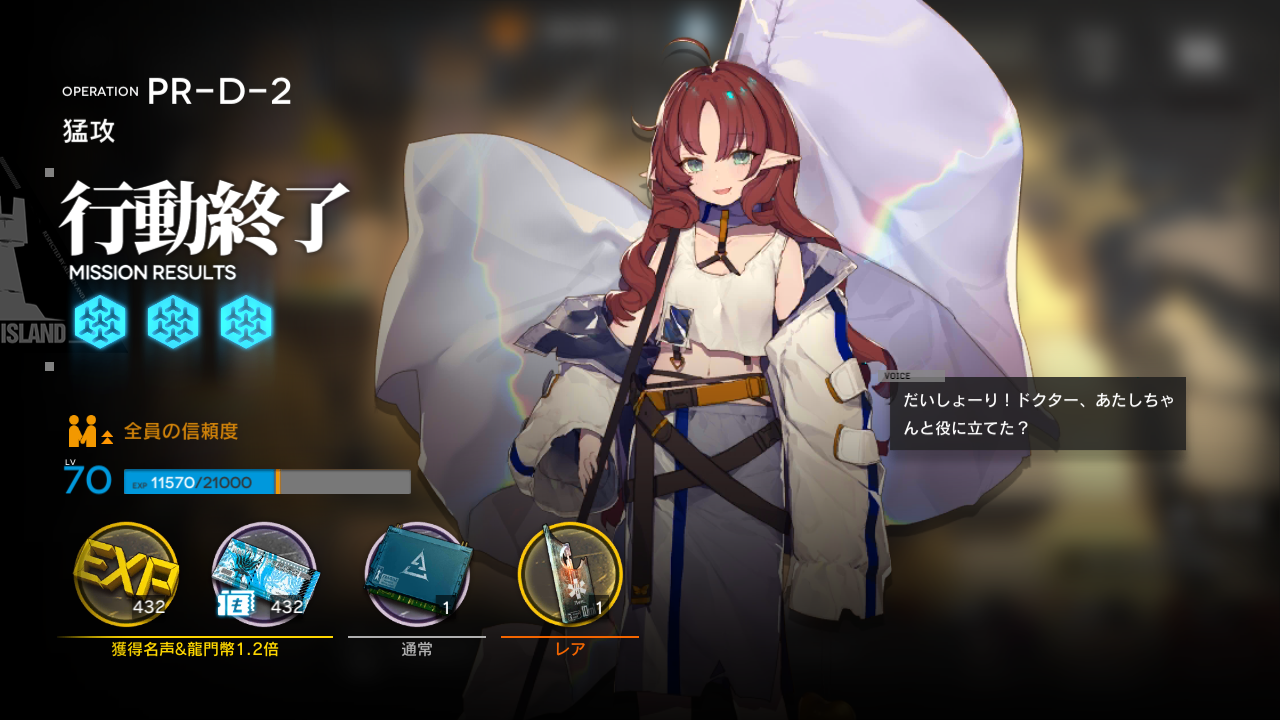 OPERATION PR-D-2
猛攻
行動終了
MISSION RESULTS
ISLAND
全員の信頼度
LV
70
EXP 11570/21000
VOICE
だいしょーり！ドクター、あたしちゃ
んと役に立てた？
EXP
432
432
1
1
獲得名声&龍門幣1.2倍
通常
レア